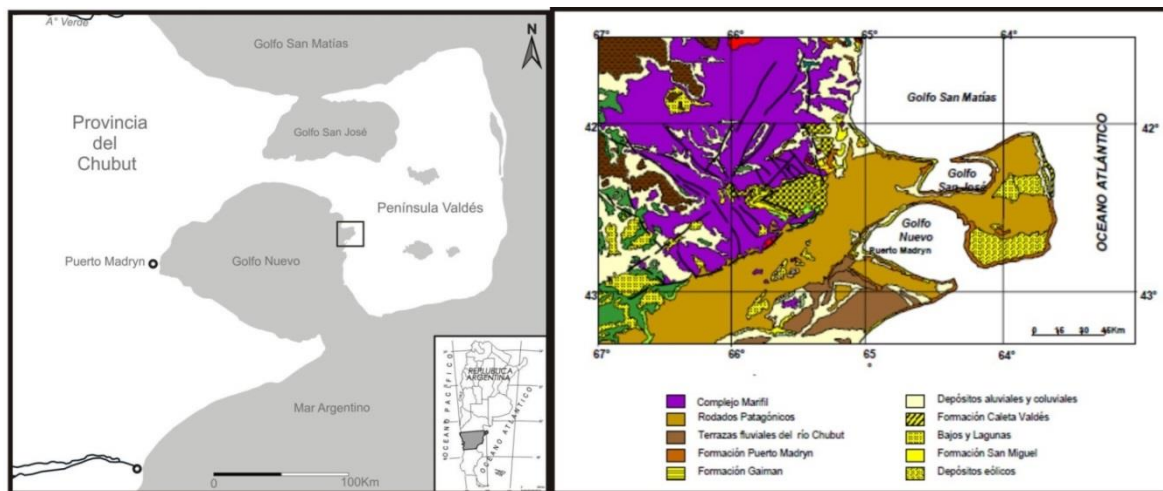 A° Verde
Golfo San Matías
N
Provincia
del
Chubut
Golfo San José
Península Valdés
Puerto Madryn
Golfo Nuevo
Mar Argentino
0
100Km
REPUBLICA
ARGENTINA
OCEANO PACÍFICO
OCEANO ATLÁNTICO
67°
66°
65°
64°
Golfo San Matías
42°
42°
Golfo
San José
OCEANO ATLÁNTICO
Golfo
Nuevo
Puerto Madryn
43°
43°
0
67°
66°
65°
64°
Complejo Marifil
Rodados Patagónicos
Terrazas fluviales del río Chubut
Formación Puerto Madryn
Formación Gaiman
Depósitos aluviales y coluviales
Formación Caleta Valdés
Bajos y Lagunas
Formación San Miguel
Depósitos eólicos